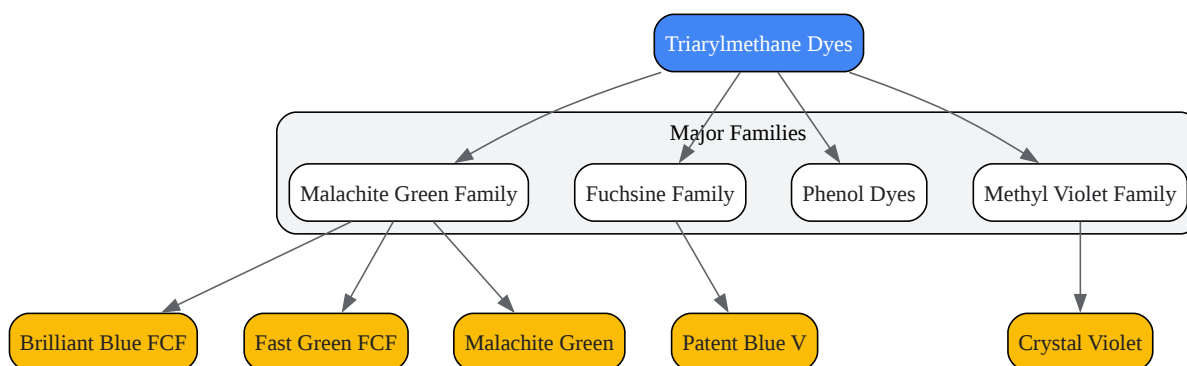 Triarylmethane Dyes
Major Families
Malachite Green Family
Fuchsine Family
Phenol Dyes
Methyl Violet Family
Brilliant Blue FCF
Fast Green FCF
Malachite Green
Patent Blue V
Crystal Violet